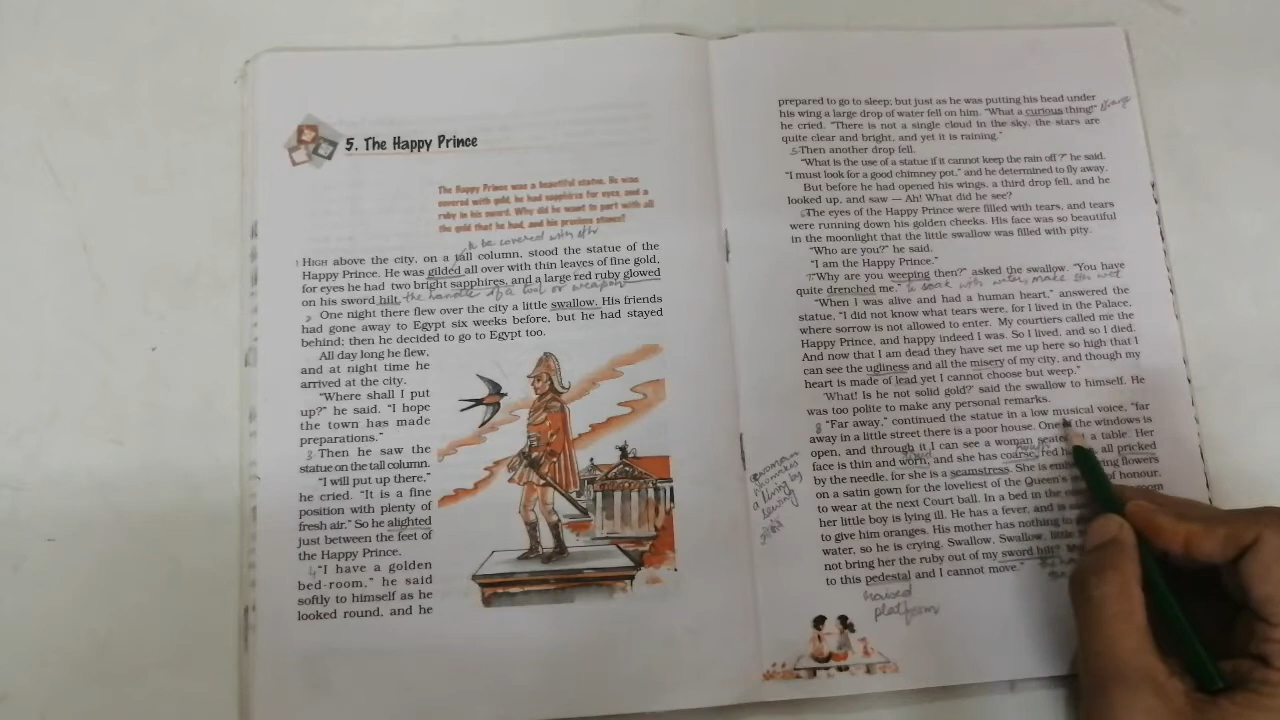 5. The Happy Prince
The Happy Prince was a beautiful statue. He was
covered with gold, he had sapphires for eyes, and a
ruby in his sword. Why did he want to part with all
the gold that he had, and his precious stones?
to be covered with
1 HIGH above the city, on a tall column, stood the statue of the
Happy Prince. He was gilded all over with thin leaves of fine gold,
for eyes he had two bright sapphires, and a large red ruby glowed
on his sword hilt. the handle of a tool or weapon
2 One night there flew over the city a little swallow. His friends
had gone away to Egypt six weeks before, but he had stayed
behind; then he decided to go to Egypt too.
All day long he flew,
and at night time he
arrived at the city.
“Where shall I put
up?” he said. “I hope
the town has made
preparations.”
3 Then he saw the
statue on the tall column.
“I will put up there,”
he cried. “It is a fine
position with plenty of
fresh air.” So he alighted
just between the feet of
the Happy Prince.
4 “I have a golden
bed-room,” he said
softly to himself as he
looked round, and he
prepared to go to sleep; but just as he was putting his head under
his wing a large drop of water fell on him. “What a curious thing!” strange
he cried. “There is not a single cloud in the sky, the stars are
quite clear and bright, and yet it is raining.”
5 Then another drop fell.
“What is the use of a statue if it cannot keep the rain off?” he said.
“I must look for a good chimney pot,” and he determined to fly away.
But before he had opened his wings, a third drop fell, and he
looked up, and saw — Ah! What did he see?
6 The eyes of the Happy Prince were filled with tears, and tears
were running down his golden cheeks. His face was so beautiful
in the moonlight that the little swallow was filled with pity.
“Who are you?” he said.
“I am the Happy Prince.”
7 “Why are you weeping then?” asked the swallow. “You have
quite drenched me.” to soak with water, make sth wet
“When I was alive and had a human heart,” answered the
statue, “I did not know what tears were, for I lived in the Palace,
where sorrow is not allowed to enter. My courtiers called me the
Happy Prince, and happy indeed I was. So I lived, and so I died.
And now that I am dead they have set me up here so high that I
can see the ugliness and all the misery of my city, and though my
heart is made of lead yet I cannot choose but weep.”
‘What! Is he not solid gold?’ said the swallow to himself. He
was too polite to make any personal remarks.
8 “Far away,” continued the statue in a low musical voice, “far
away in a little street there is a poor house. One the windows is
open, and through it I can see a woman seated a table. Her
face is thin and worn, and she has coarse, red all pricked
by the needle, for she is a seamstress. She is flowers
on a satin gown for the loveliest of the Queen's of honour,
to wear at the next Court ball. In a bed in the room
her little boy is lying ill. He has a fever, and is
to give him oranges. His mother has nothing to
water, so he is crying. Swallow, Swallow, little
not bring her the ruby out of my sword hilt?
to this pedestal and I cannot move.”
a woman
who makes
a living by
sewing
raised
platform